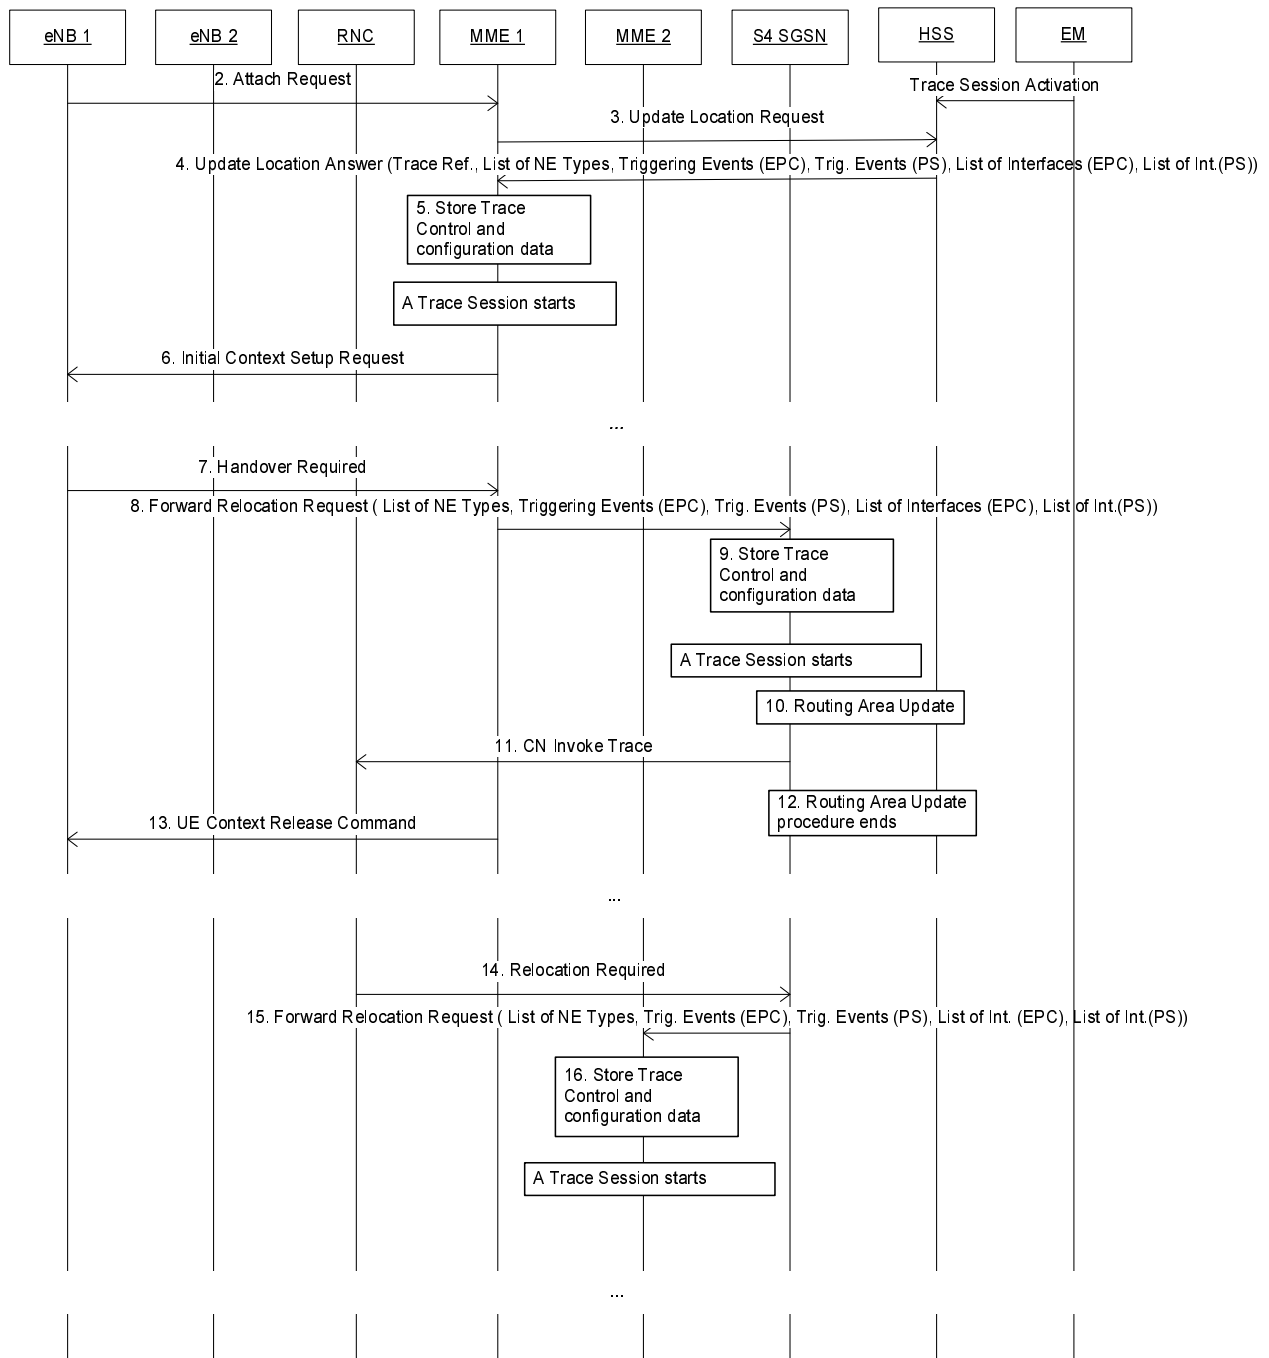 eNB 1
eNB 2
RNC
MME 1
MME 2
S4 SGSN
HSS
EM
2. Attach Request
Trace Session Activation
3. Update Location Request
4. Update Location Answer (Trace Ref., List of NE Types, Triggering Events (EPC), Trig. Events (PS), List of Interfaces (EPC), List of Int.(PS))
5. Store Trace
Control and
configuration data
A Trace Session starts
6. Initial Context Setup Request
...
7. Handover Required
8. Forward Relocation Request ( List of NE Types, Triggering Events (EPC), Trig. Events (PS), List of Interfaces (EPC), List of Int.(PS))
9. Store Trace
Control and
configuration data
A Trace Session starts
10. Routing Area Update
11. CN Invoke Trace
12. Routing Area Update
procedure ends
13. UE Context Release Command
...
14. Relocation Required
15. Forward Relocation Request ( List of NE Types, Trig. Events (EPC), Trig. Events (PS), List of Int. (EPC), List of Int.(PS))
16. Store Trace
Control and
configuration data
A Trace Session starts
...